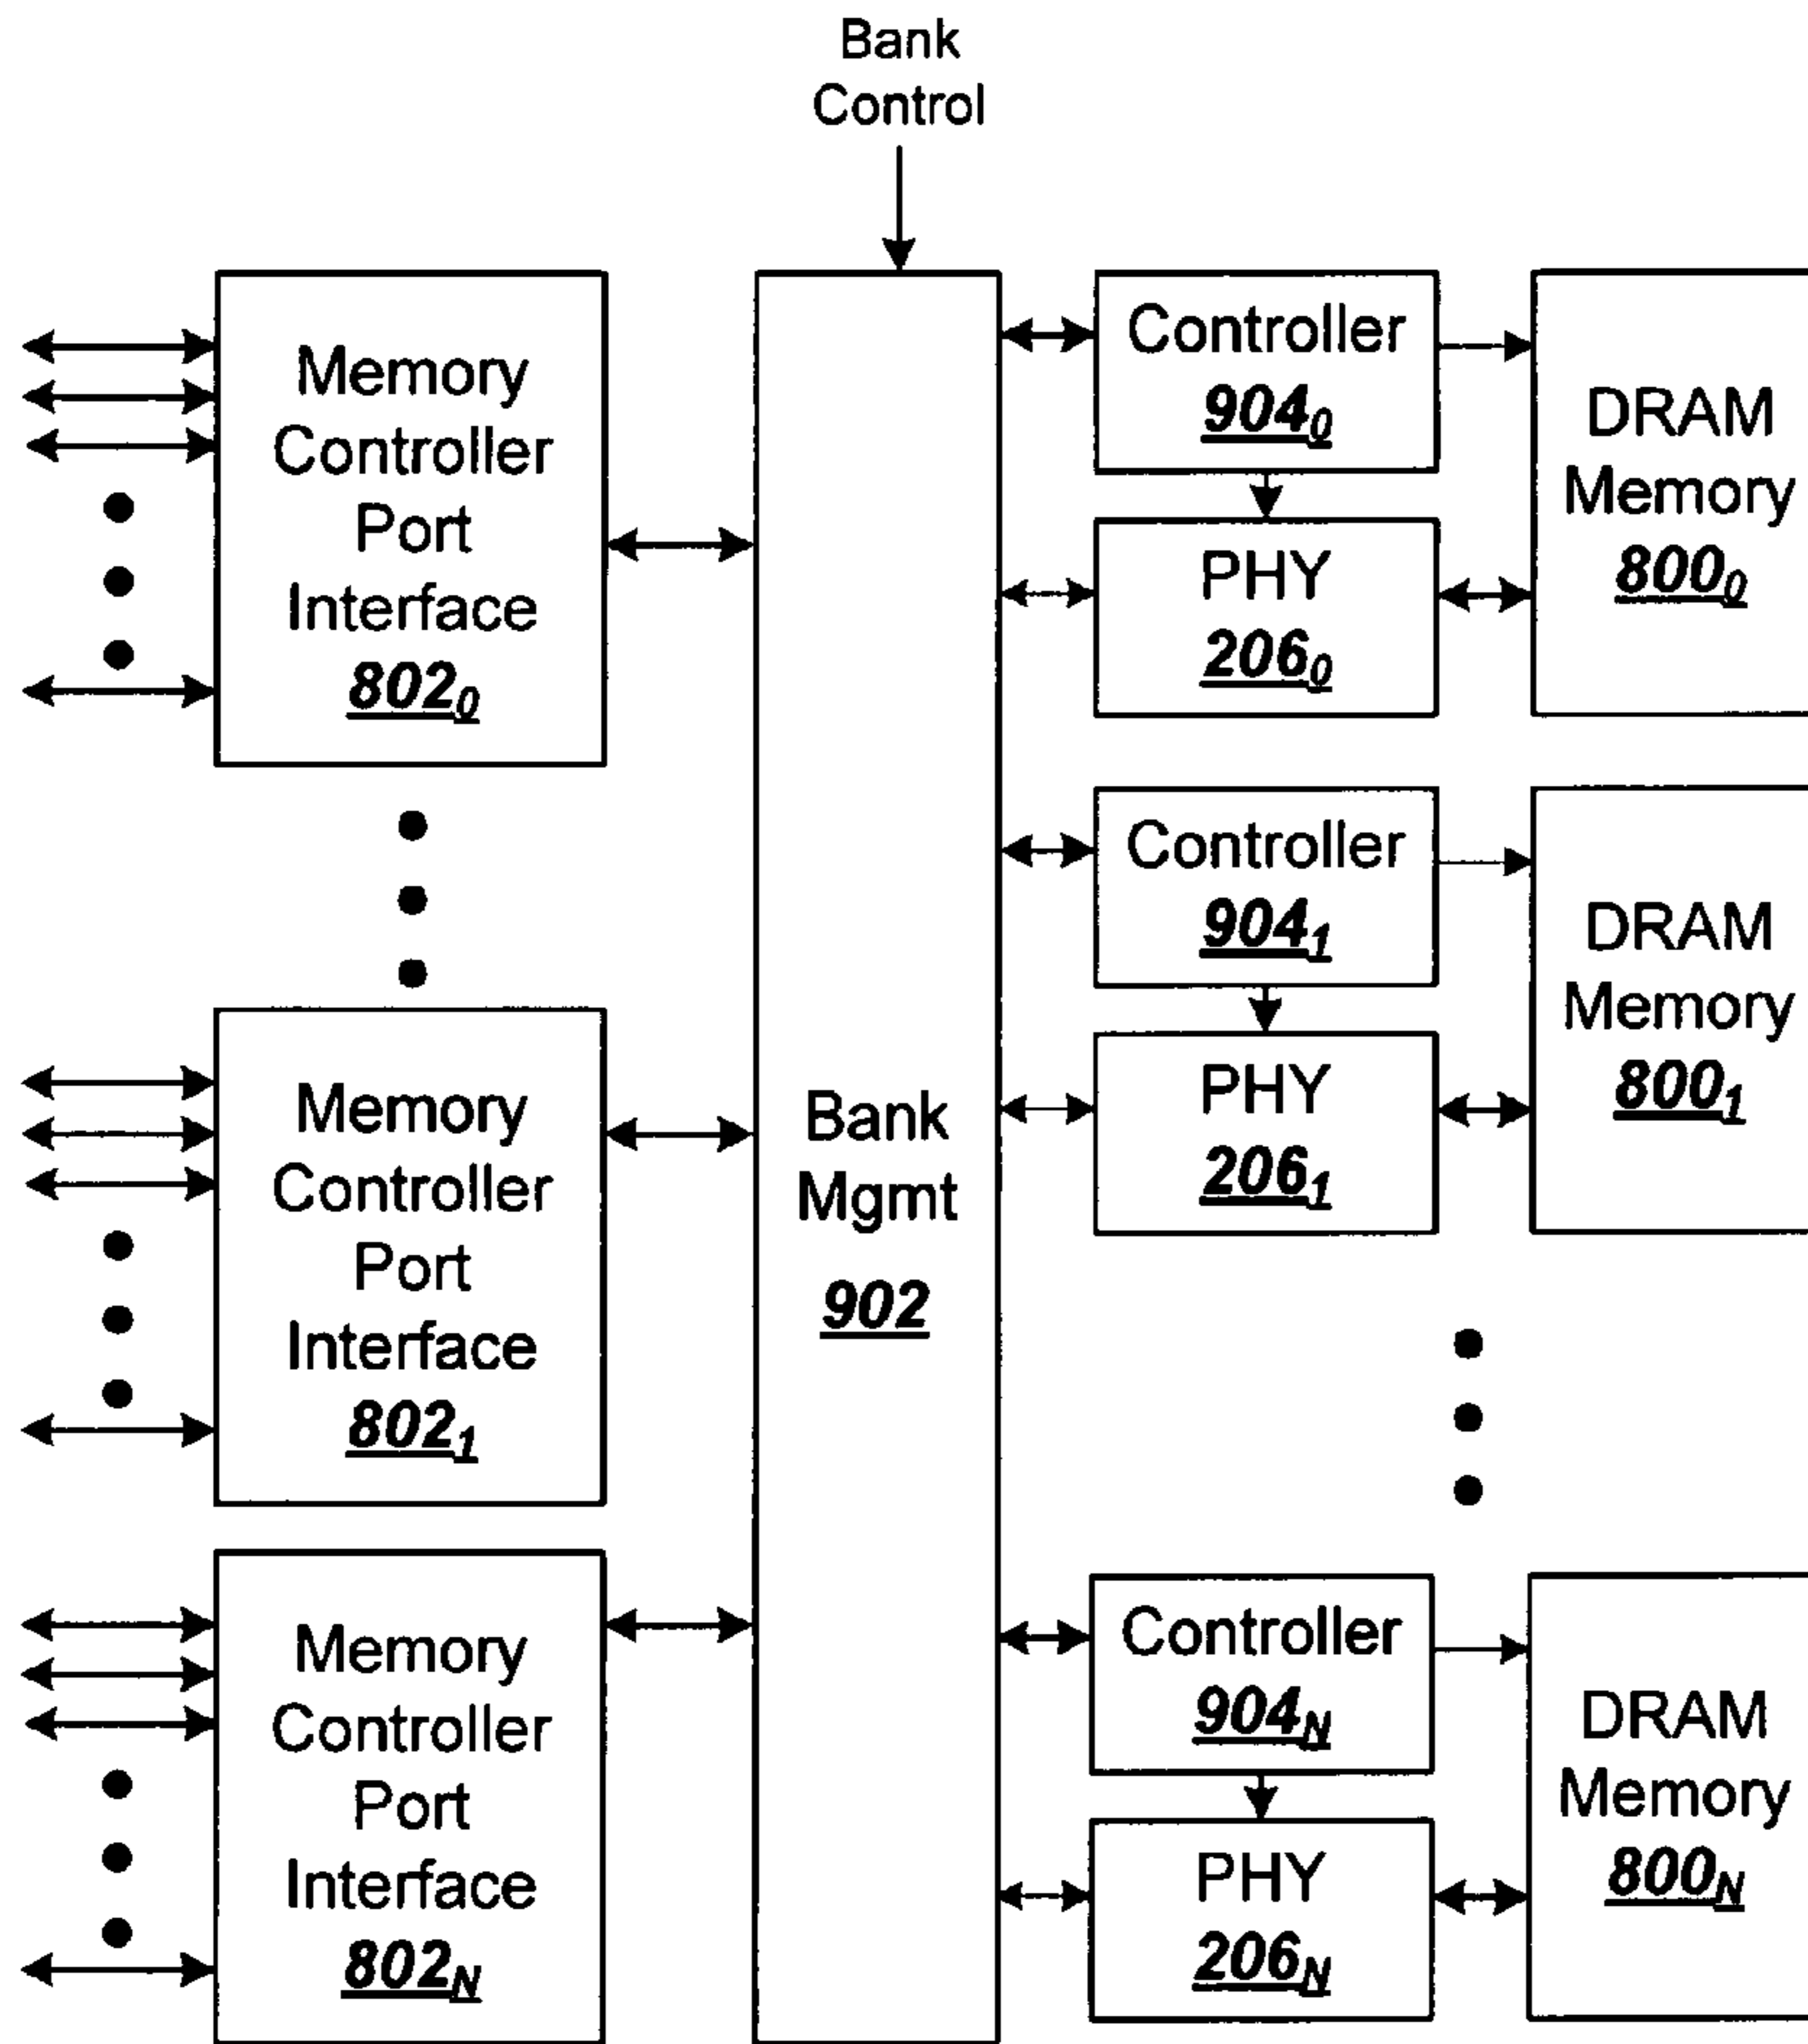 Bank
Control
Memory
Controller
Port
Interface
802₀
Memory
Controller
Port
Interface
802₁
Memory
Controller
Port
Interface
802N
Bank
Mgmt
902
Controller
904₀
PHY
206₀
DRAM
Memory
800₀
Controller
904₁
PHY
206₁
DRAM
Memory
800₁
Controller
904N
PHY
206N
DRAM
Memory
800N